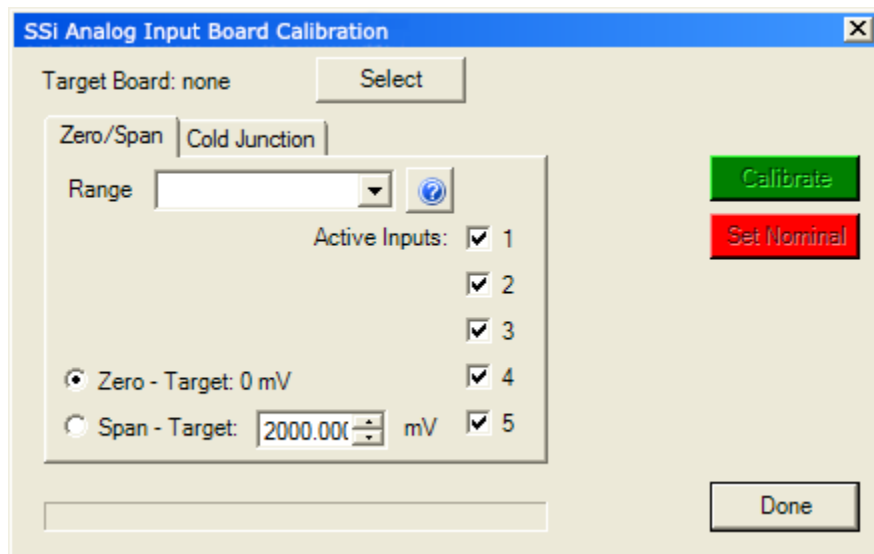 SSi Analog Input Board Calibration
Target Board: none
Select
Zero/Span
Cold Junction
Range
Active Inputs:
1
2
3
4
5
Zero - Target: 0 mV
Span - Target:
2000.00
mV
Calibrate
Set Nominal
Done